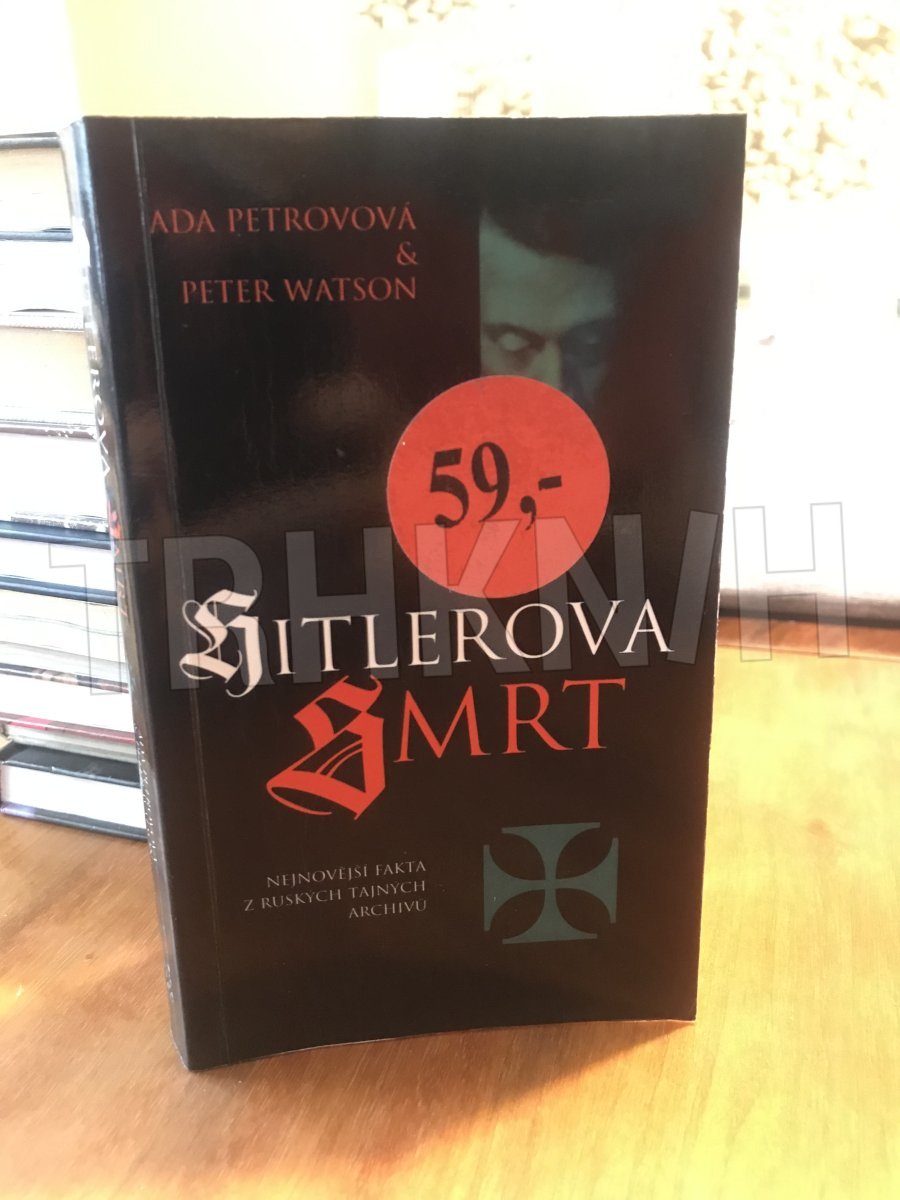 ADA PETROVOVÁ
&
PETER WATSON
59,-
HITLEROVA
SMRT
NEJNOVĚJŠÍ FAKTA
Z RUSKÝCH TAJNÝCH
ARCHIVŮ
TRHKNIH